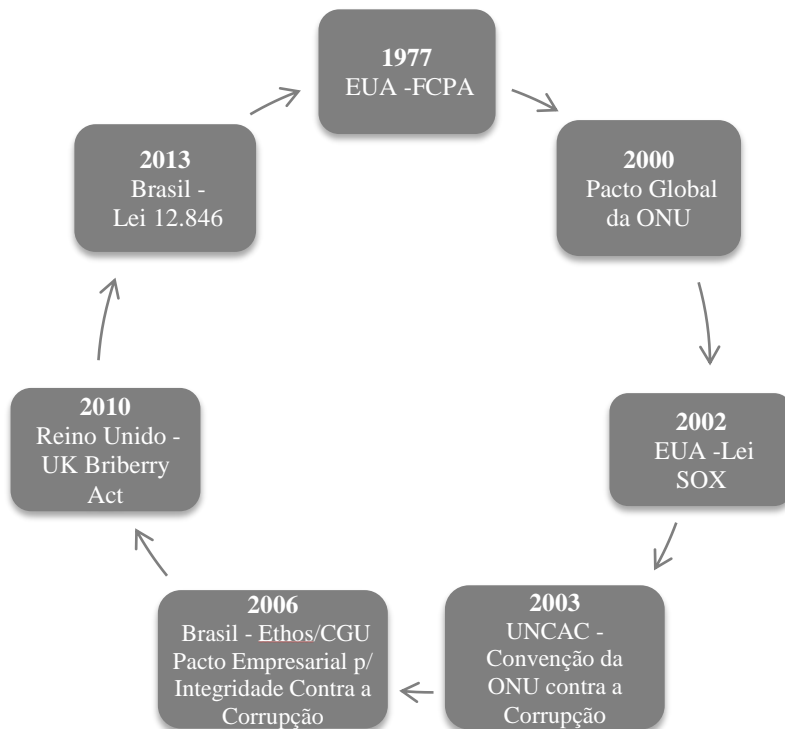 1977
EUA -FCPA
2000
Pacto Global
da ONU
2002
EUA -Lei
SOX
2003
UNCAC -
Convenção da
ONU contra a
Corrupção
2006
Brasil - Ethos/CGU
Pacto Empresarial p/
Integridade Contra a
Corrupção
2010
Reino Unido -
UK Briberry
Act
2013
Brasil -
Lei 12.846